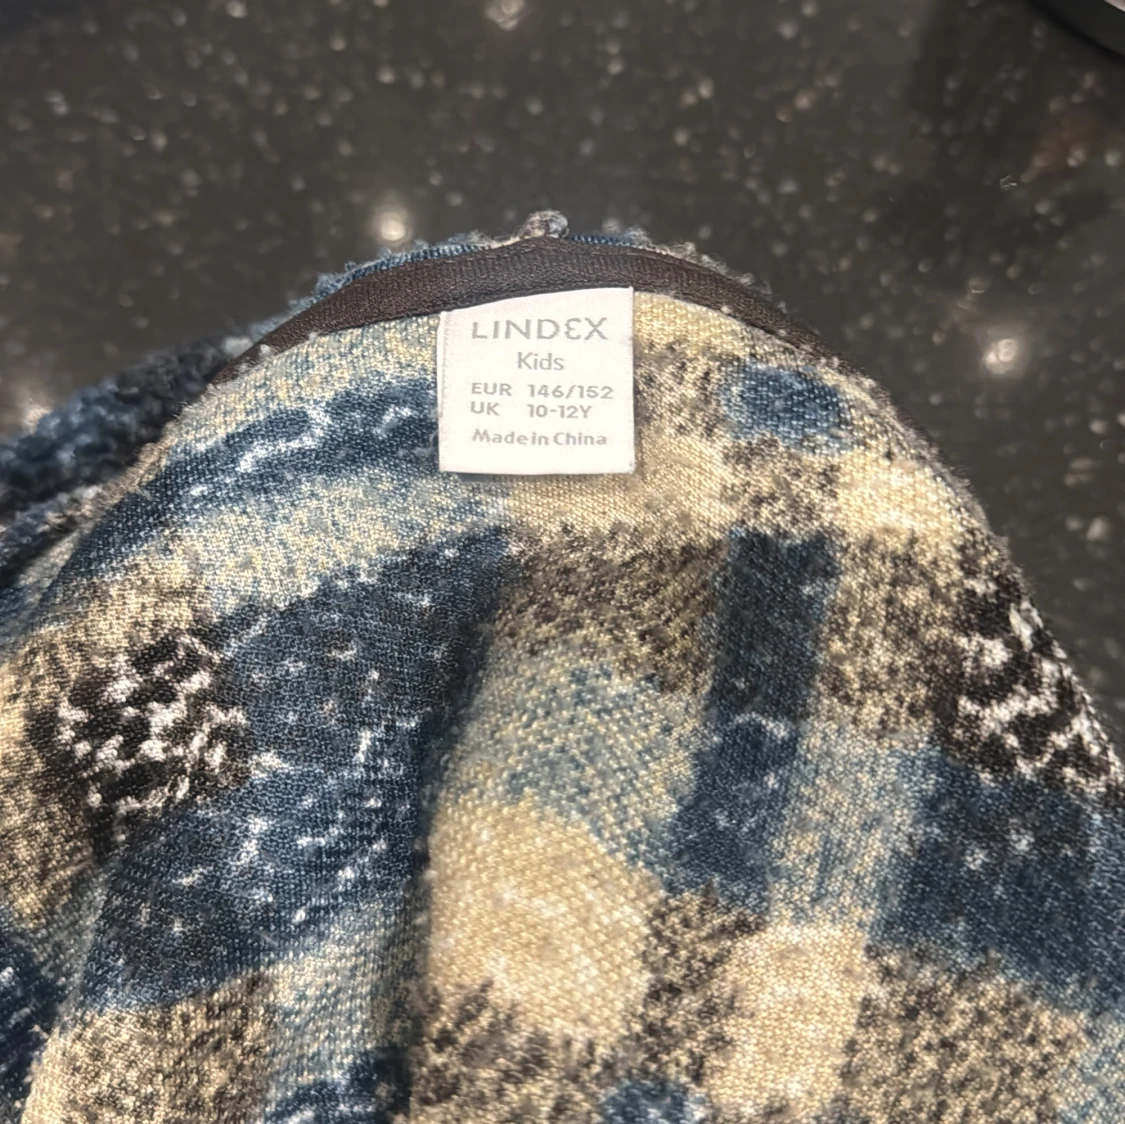 LINDEX
Kids
EUR 146/152
UK 10-12Y
Made in China